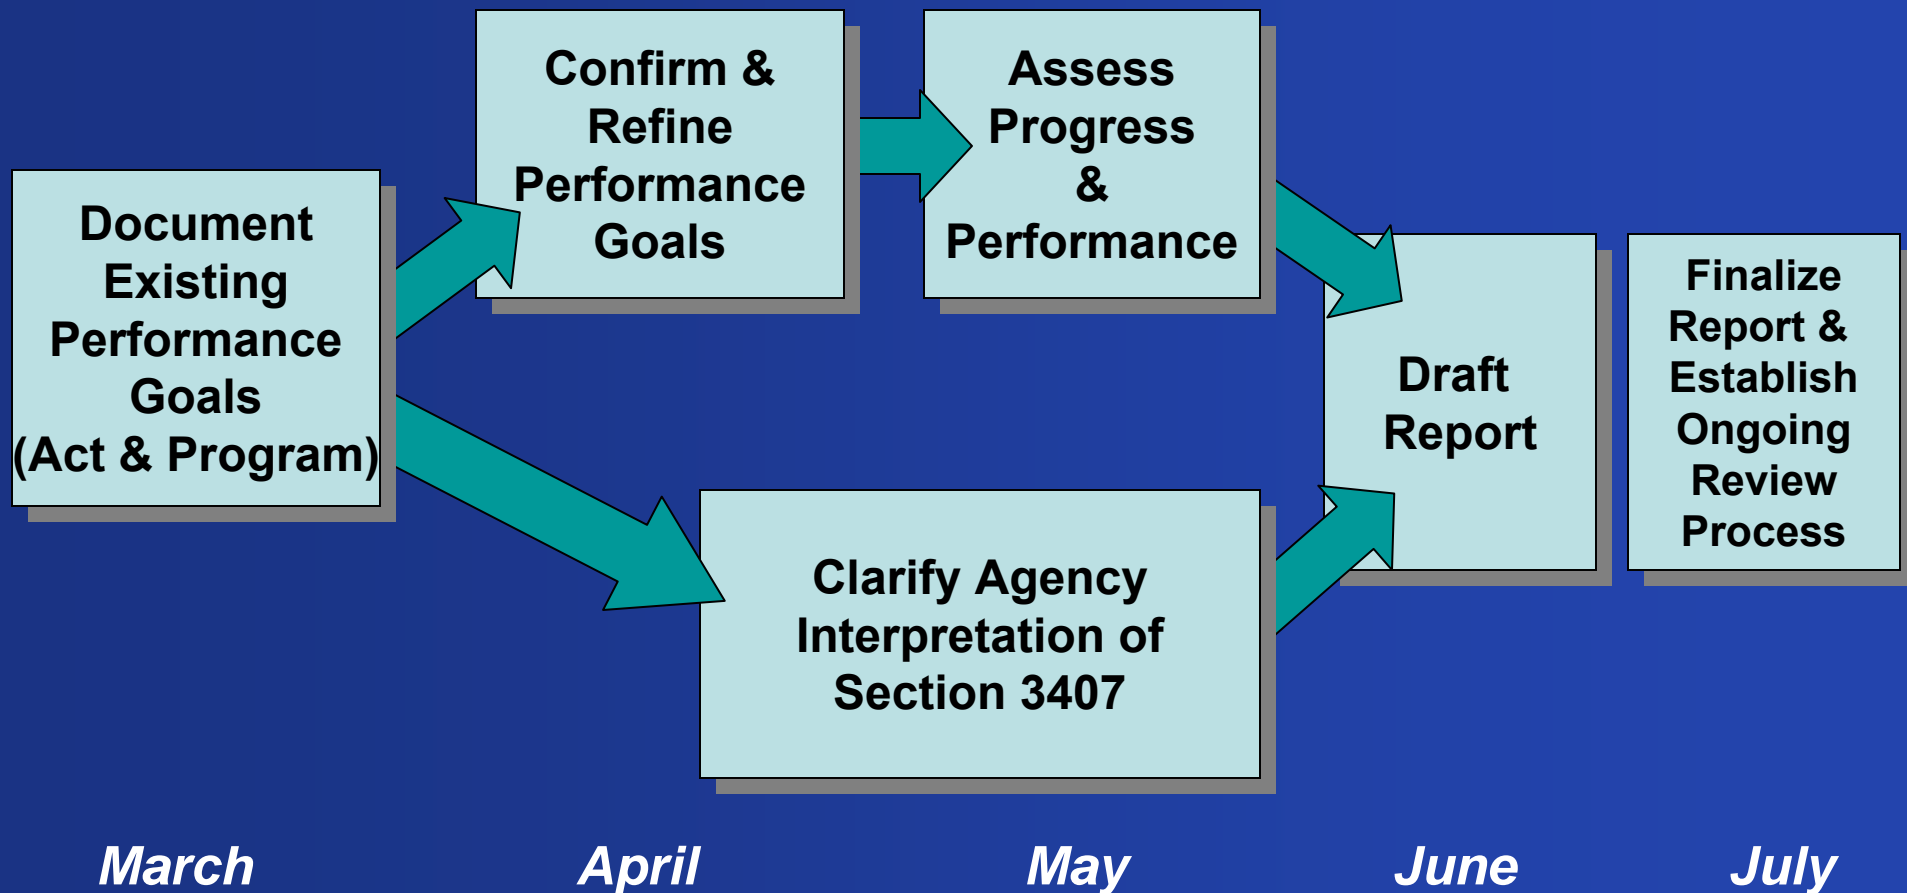 Document
Existing
Performance
Goals
(Act & Program)
Confirm &
Refine
Performance
Goals
Assess
Progress
&
Performance
Clarify Agency
Interpretation of
Section 3407
Draft
Report
Finalize
Report &
Establish
Ongoing
Review
Process
March
April
May
June
July